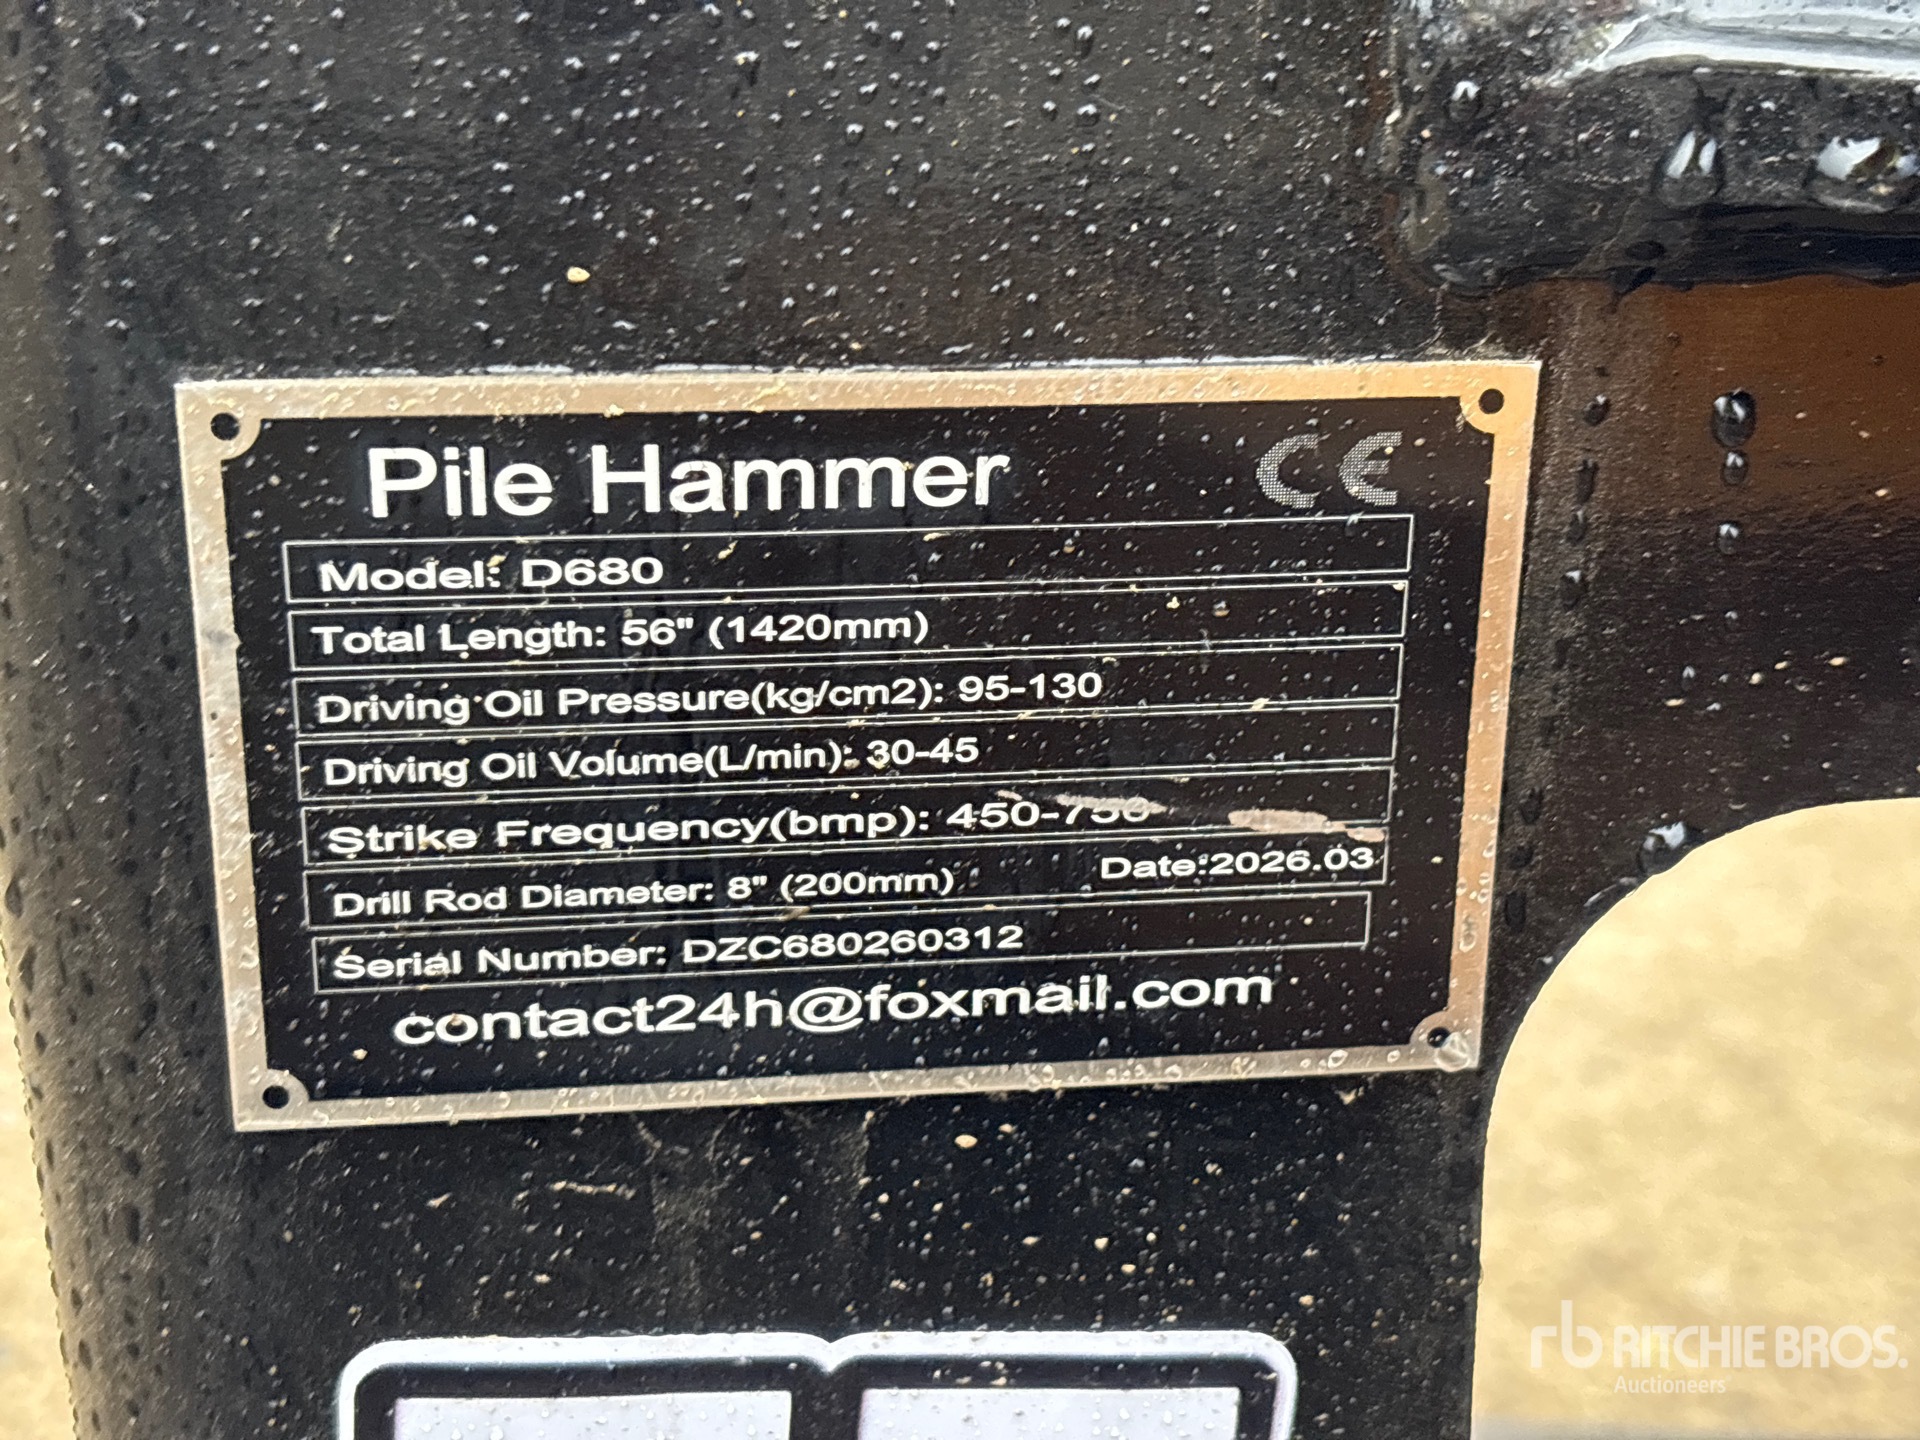 Pile Hammer CE
Model: D680
Total Length: 56" (1420mm)
Driving Oil Pressure(kg/cm2): 95-130
Driving Oil Volume(L/min): 30-45
Strike Frequency(bmp): 450-750
Drill Rod Diameter: 8" (200mm) Date:2026.03
Serial Number: DZC680260312
contact24h@foxmail.com
rb RITCHIE BROS.
Auctioneers